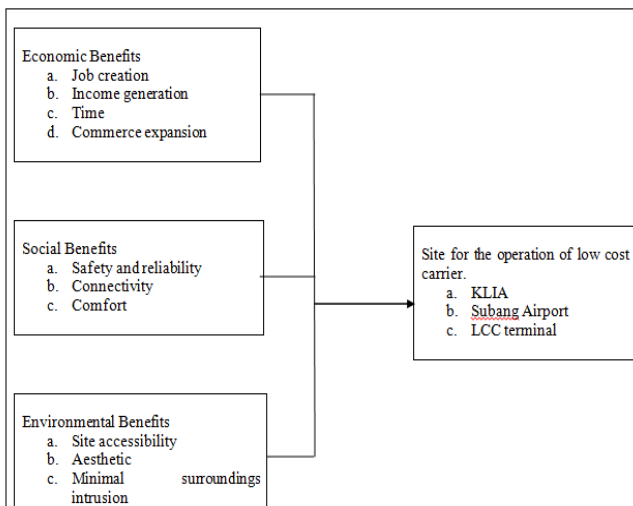 Economic Benefits
a. Job creation
b. Income generation
c. Time
d. Commerce expansion
Social Benefits
a. Safety and reliability
b. Connectivity
c. Comfort
Environmental Benefits
a. Site accessibility
b. Aesthetic
c. Minimal surroundings
intrusion
Site for the operation of low cost
carrier.
a. KLIA
b. Subang Airport
c. LCC terminal